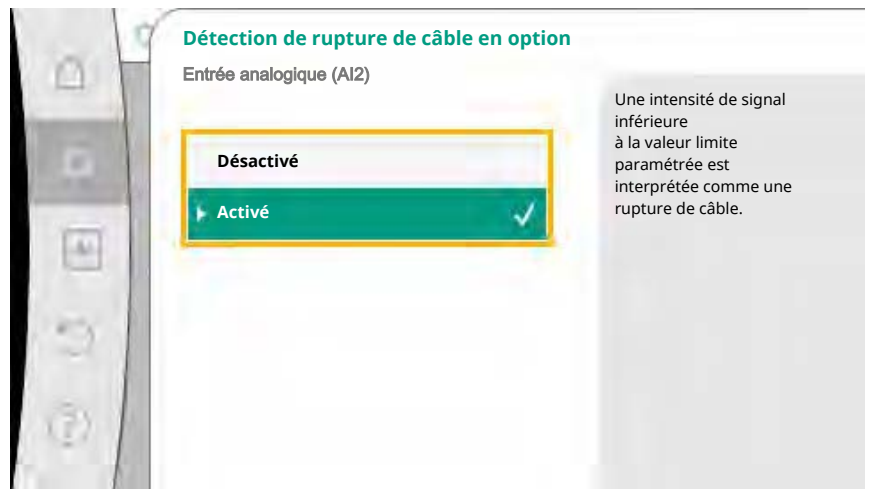 Détection de rupture de câble en option
Entrée analogique (AI2)
Une intensité de signal
inférieure
à la valeur limite
paramétrée est
interprétée comme une
rupture de câble.
Désactivé
Activé